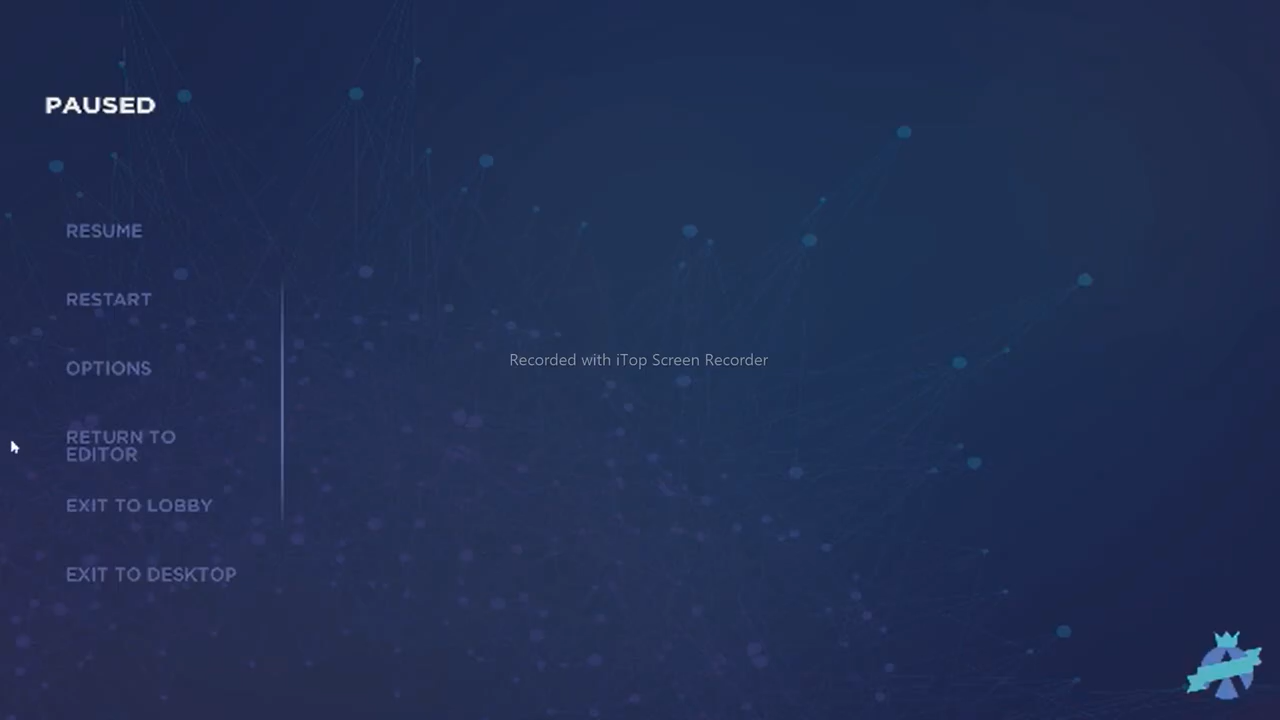 PAUSED
RESUME
RESTART
Recorded with iTop Screen Recorder
OPTIONS
RETURN TO
EDITOR
EXIT TO LOBBY
EXIT TO DESKTOP